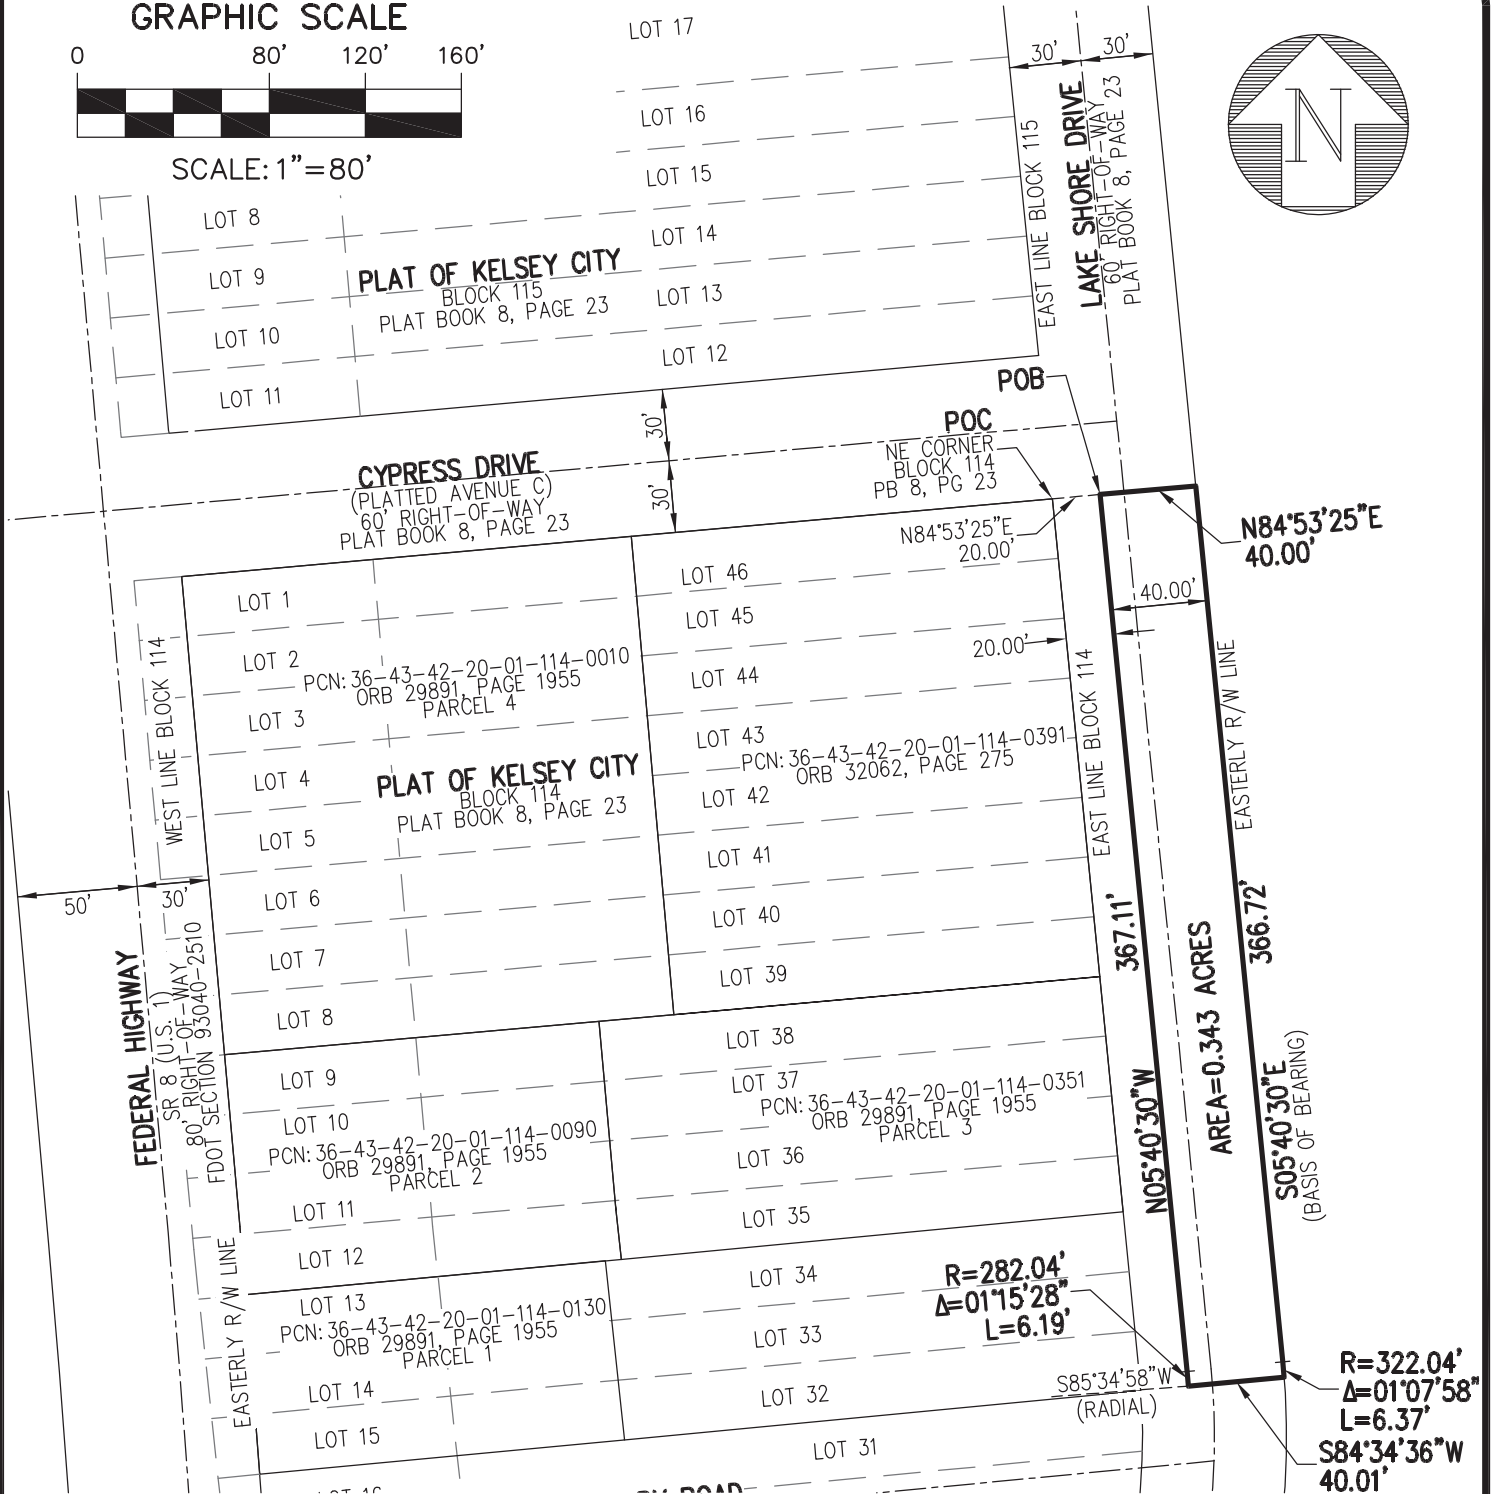 GRAPHIC SCALE
0 80' 120' 160'
SCALE: 1"=80'
LOT 17
LOT 16
LOT 15
LOT 14
LOT 13
LOT 12
LOT 8
LOT 9
LOT 10
LOT 11
PLAT OF KELSEY CITY
BLOCK 115
PLAT BOOK 8, PAGE 23
30' 30'
EAST LINE BLOCK 115
LAKE SHORE DRIVE
60' RIGHT-OF-WAY
PLAT BOOK 8, PAGE 23
N
POB
POC
NE CORNER
BLOCK 114
PB 8, PG 23
30'
30'
CYPRESS DRIVE
(PLATTED AVENUE C)
60' RIGHT-OF-WAY
PLAT BOOK 8, PAGE 23
N84°53'25"E
20.00'
N84°53'25"E
40.00'
40.00'
20.00'
LOT 1
LOT 2
PCN: 36-43-42-20-01-114-0010
ORB 29891, PAGE 1955
PARCEL 4
LOT 3
LOT 4
PLAT OF KELSEY CITY
BLOCK 114
PLAT BOOK 8, PAGE 23
LOT 5
LOT 6
LOT 7
LOT 8
LOT 46
LOT 45
LOT 44
LOT 43
PCN: 36-43-42-20-01-114-0391
ORB 32062, PAGE 275
LOT 42
LOT 41
LOT 40
LOT 39
WEST LINE BLOCK 114
EAST LINE BLOCK 114
EASTERLY R/W LINE
50'
30'
FEDERAL HIGHWAY
SR 8 (U.S. 1)
80' RIGHT-OF-WAY
FDOT SECTION 93040-2510
EASTERLY R/W LINE
367.11'
N05°40'30"W
AREA=0.343 ACRES
366.72'
S05°40'30"E
(BASIS OF BEARING)
LOT 9
LOT 10
PCN: 36-43-42-20-01-114-0090
ORB 29891, PAGE 1955
PARCEL 2
LOT 11
LOT 12
LOT 38
LOT 37
PCN: 36-43-42-20-01-114-0351
ORB 29891, PAGE 1955
PARCEL 3
LOT 36
LOT 35
LOT 13
PCN: 36-43-42-20-01-114-0130
ORB 29891, PAGE 1955
PARCEL 1
LOT 14
LOT 15
LOT 34
LOT 33
LOT 32
LOT 31
R=282.04'
Δ=01°15'28"
L=6.19'
S85°34'58"W
(RADIAL)
R=322.04'
Δ=01°07'58"
L=6.37'
S84°34'36"W
40.01'
ROAD